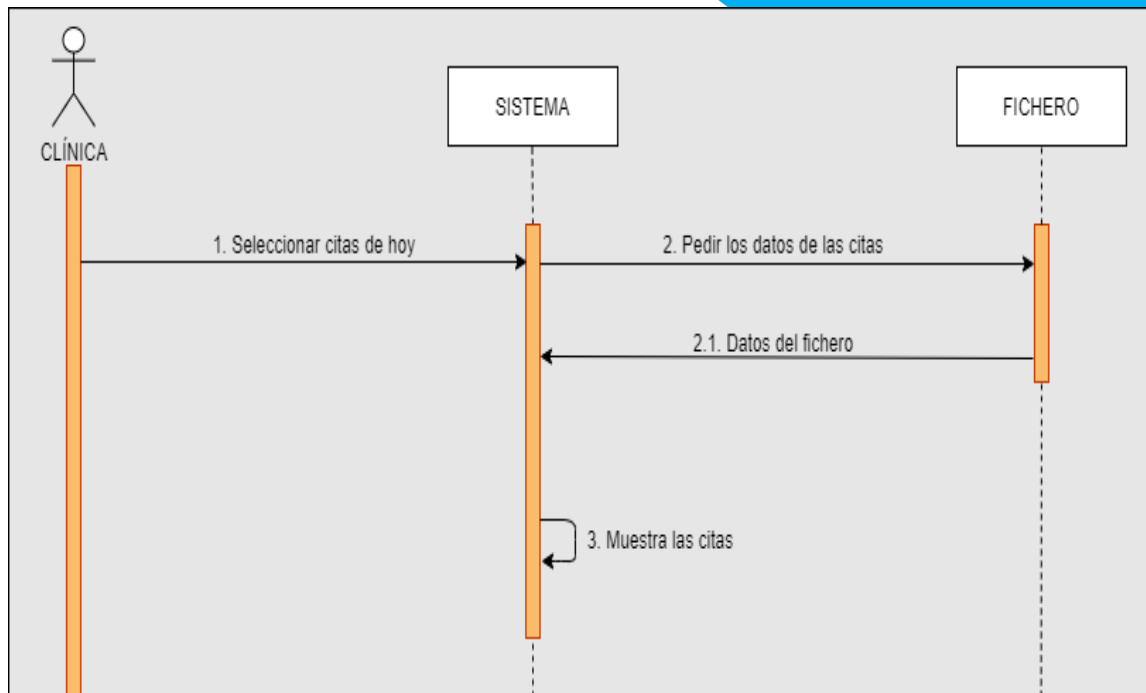 SISTEMA
FICHERO
CLÍNICA
1. Seleccionar citas de hoy
2. Pedir los datos de las citas
2.1. Datos del fichero
3. Muestra las citas